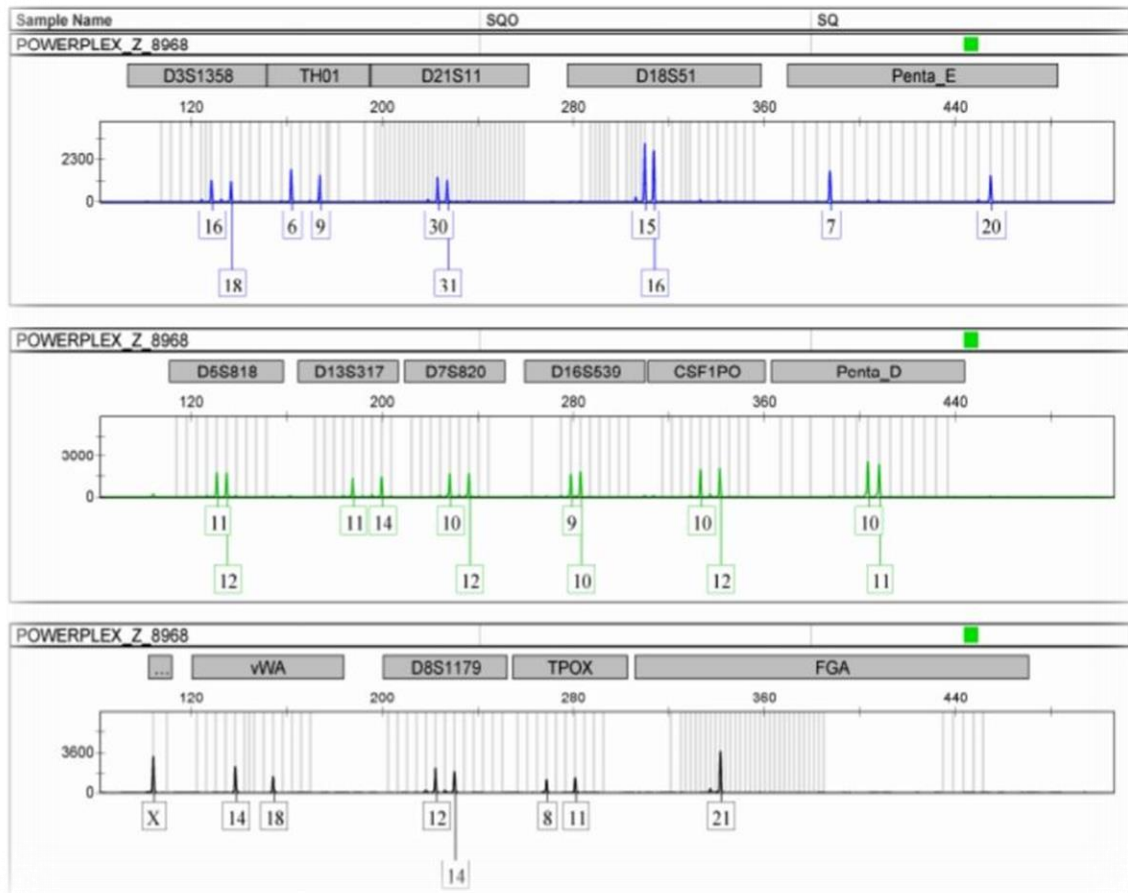 Sample Name SQO SQ
POWERPLEX_Z_8968
D3S1358 TH01 D21S11 D18S51 Penta_E
120 200 280 360 440
2300
0
16 6 9 30 15 7 20
18 31 16
POWERPLEX_Z_8968
D5S818 D13S317 D7S820 D16S539 CSF1PO Penta_D
120 200 280 360 440
3000
0
11 11 14 10 9 10 10
12 12 10 12 11
POWERPLEX_Z_8968
... vWA D8S1179 TPOX FGA
120 200 280 360 440
3600
0
X 14 18 12 8 11 21
14